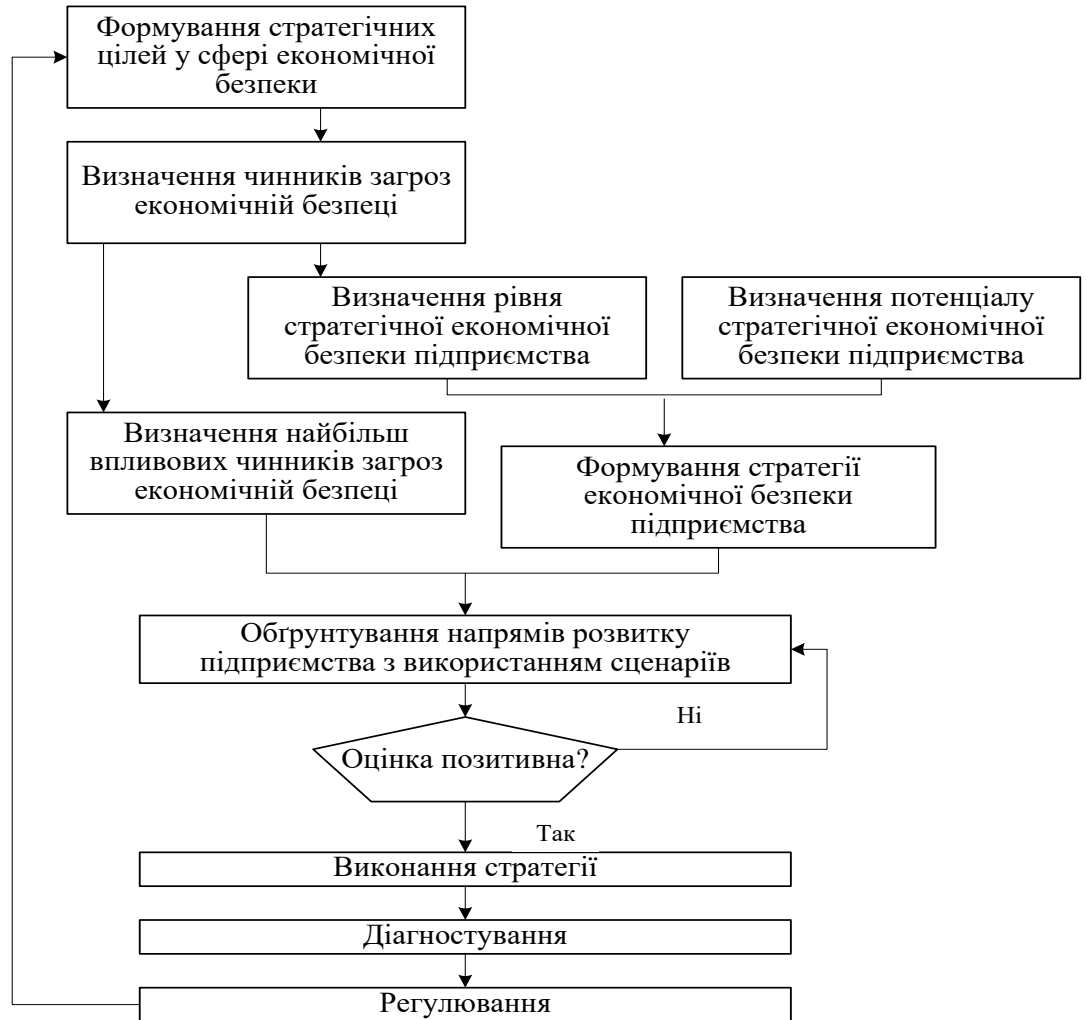 Формування стратегічних
цілей у сфері економічної
безпеки
Визначення чинників загроз
економічній безпеці
Визначення рівня
стратегічної економічної
безпеки підприємства
Визначення потенціалу
стратегічної економічної
безпеки підприємства
Визначення найбільш
впливових чинників загроз
економічній безпеці
Формування стратегії
економічної безпеки
підприємства
Обґрунтування напрямів розвитку
підприємства з використанням сценаріїв
Ні
Оцінка позитивна?
Так
Виконання стратегії
Діагностування
Регулювання